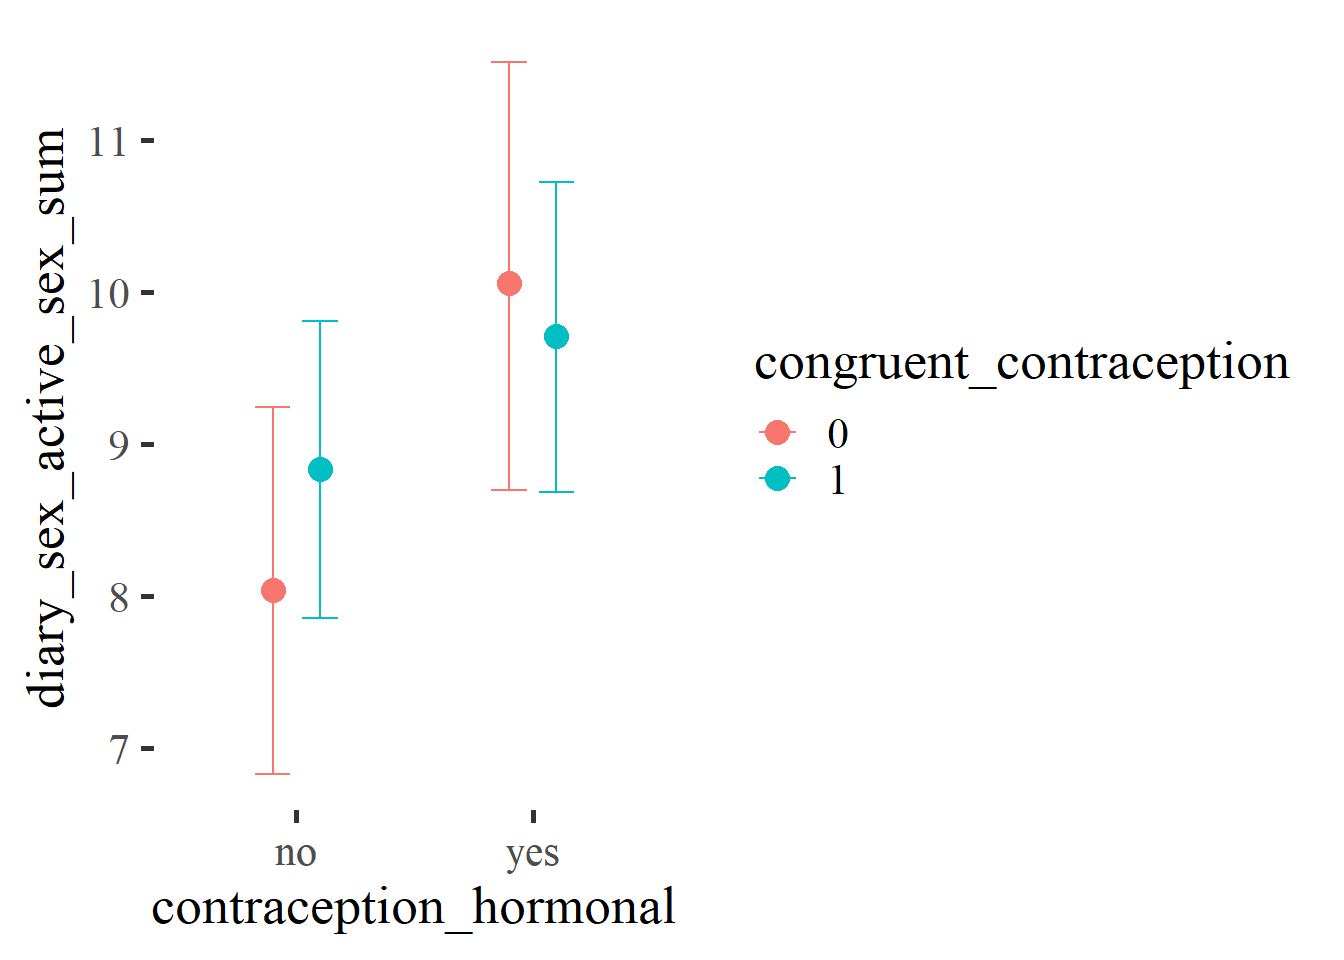 diary_sex_active_sex_sum
11
10
9
8
7
no yes
contraception_hormonal
congruent_contraception
0
1